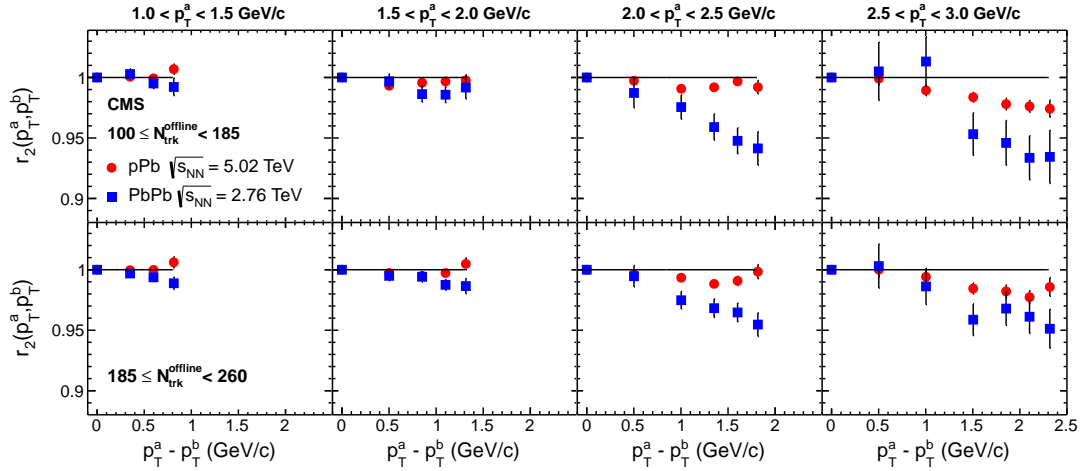 1.0 < p_T^a < 1.5 GeV/c
1.5 < p_T^a < 2.0 GeV/c
2.0 < p_T^a < 2.5 GeV/c
2.5 < p_T^a < 3.0 GeV/c
r_2(p_T^a, p_T^b)
1
0.95
0.9
CMS
100 ≤ N_trk^offline < 185
pPb √s_NN = 5.02 TeV
PbPb √s_NN = 2.76 TeV
r_2(p_T^a, p_T^b)
1
0.95
0.9
185 ≤ N_trk^offline < 260
0 0.5 1 1.5 2
0 0.5 1 1.5 2
0 0.5 1 1.5 2
0 0.5 1 1.5 2 2.5
p_T^a - p_T^b (GeV/c)
p_T^a - p_T^b (GeV/c)
p_T^a - p_T^b (GeV/c)
p_T^a - p_T^b (GeV/c)